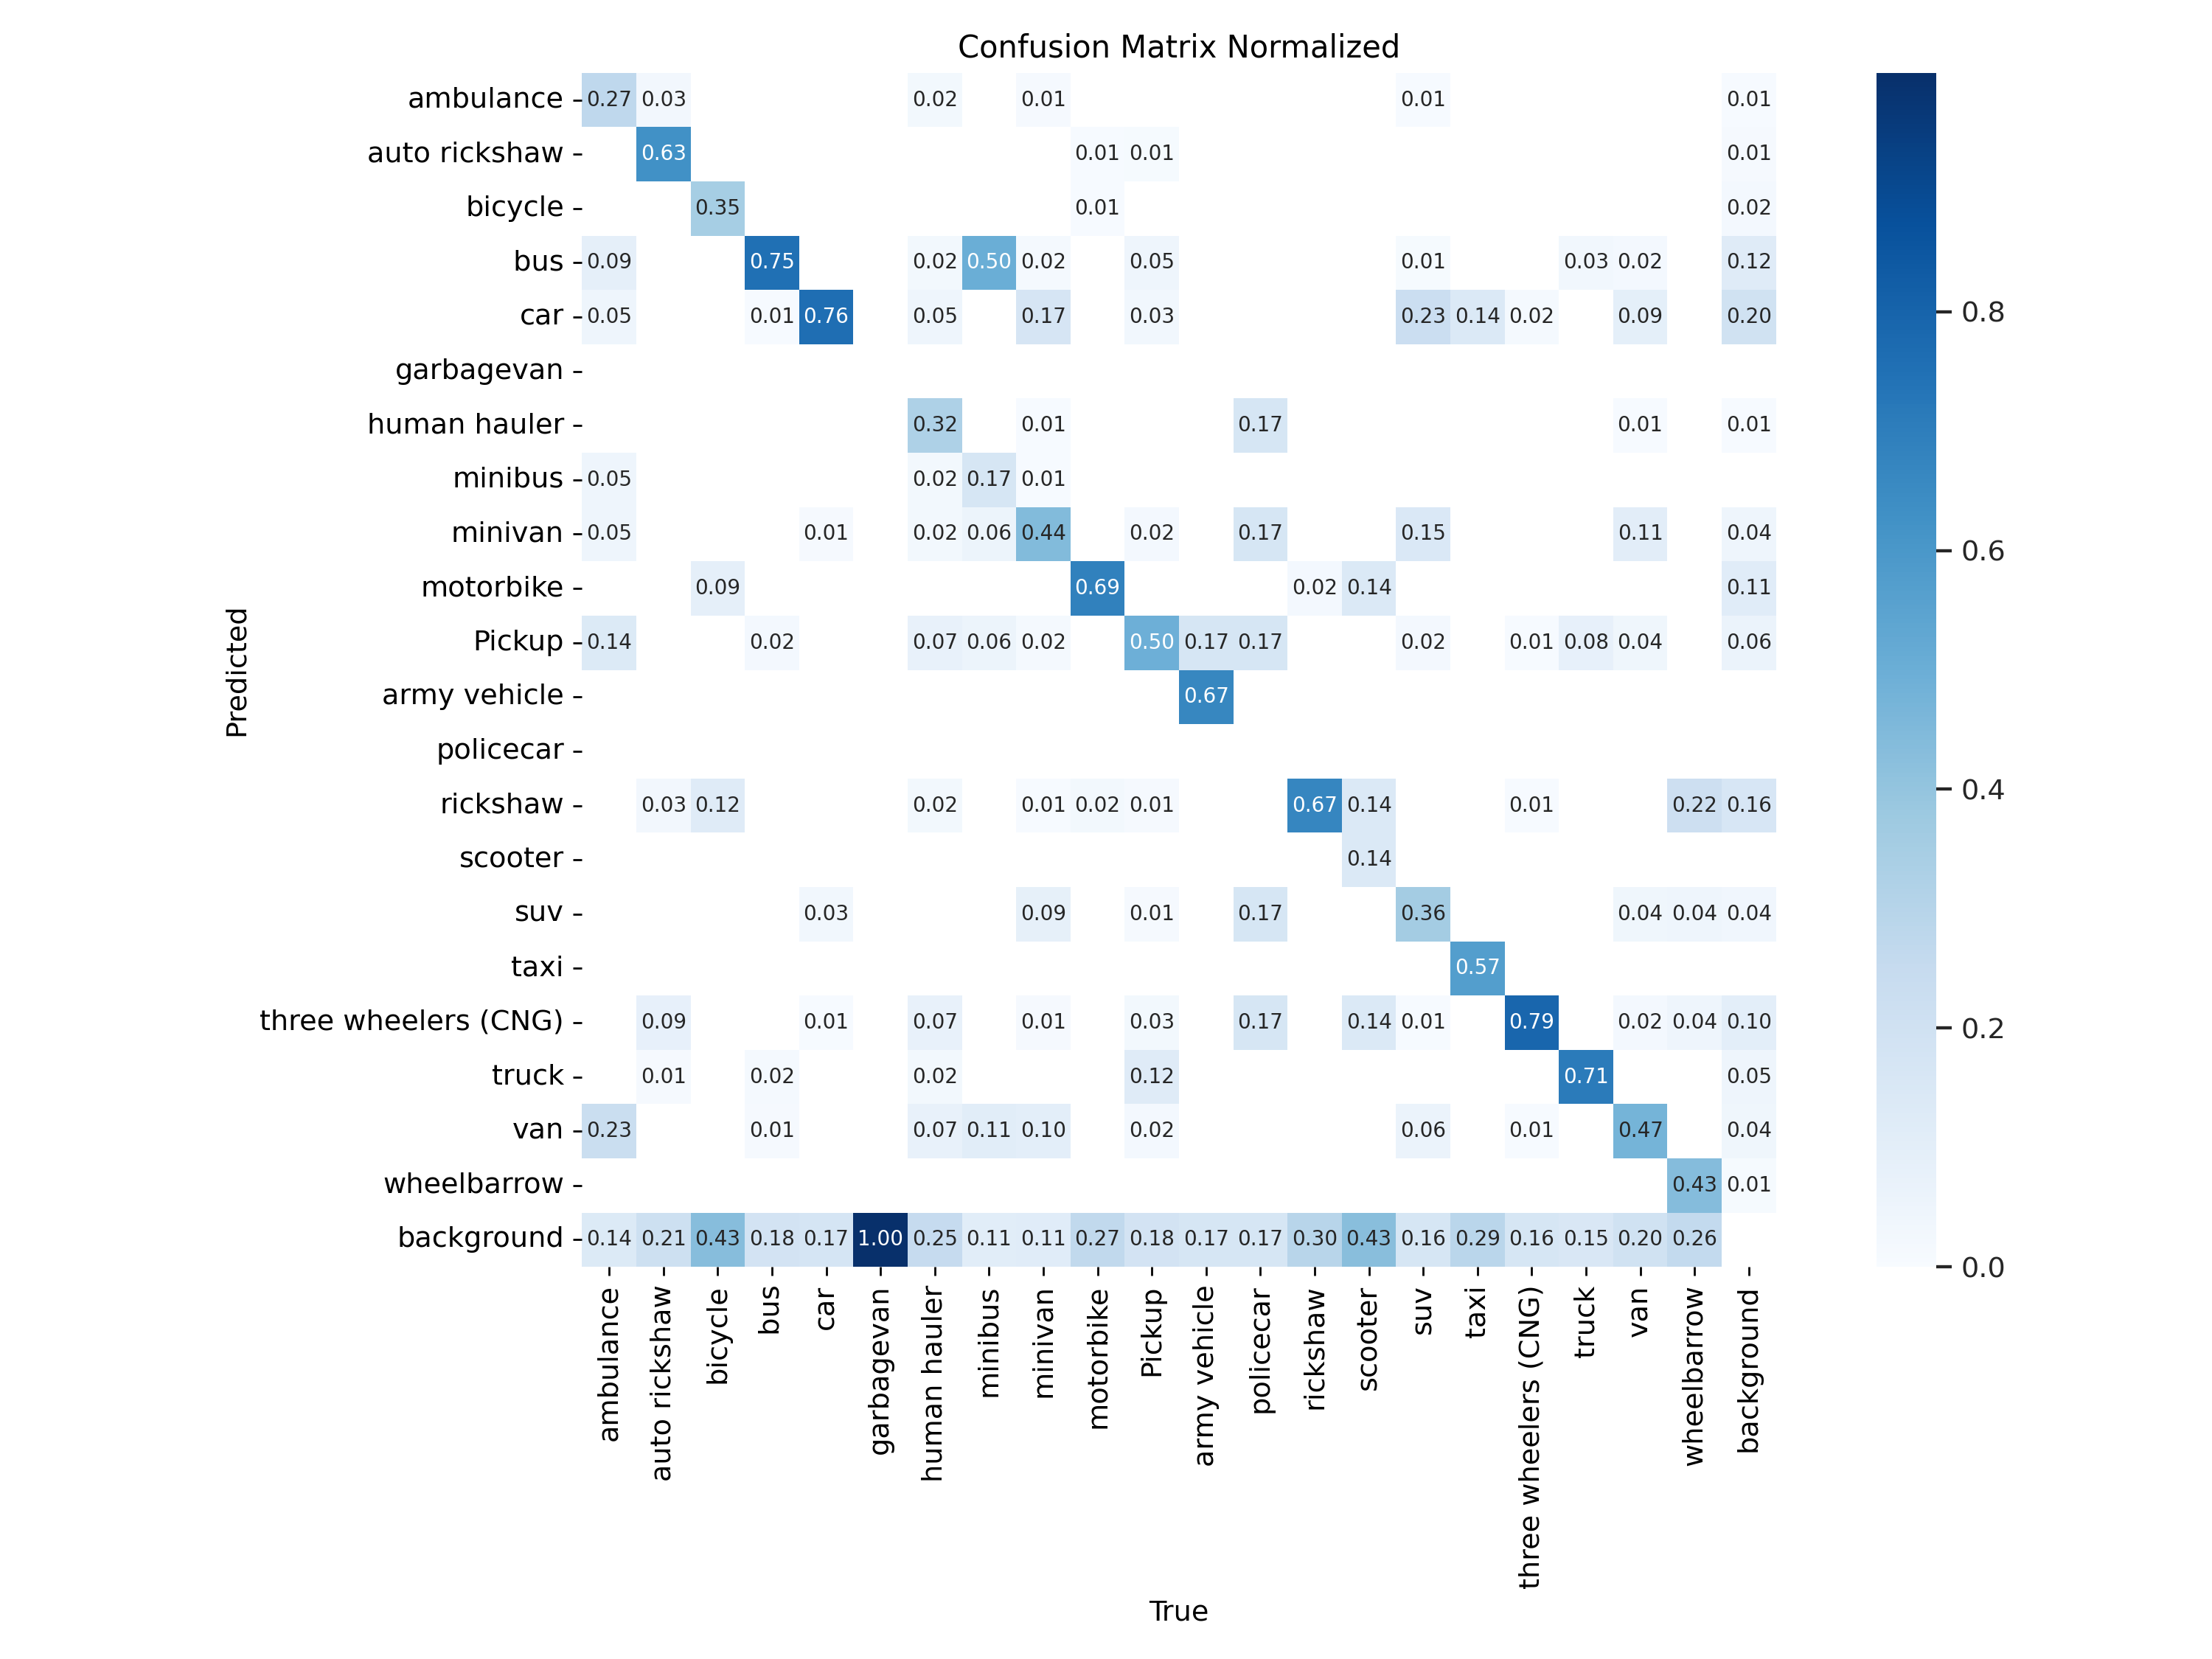 Confusion Matrix Normalized
ambulance 0.27 0.03 0.02 0.01 0.01 0.01
auto rickshaw 0.63 0.01 0.01 0.01
bicycle 0.35 0.01 0.02
bus 0.09 0.75 0.02 0.50 0.02 0.05 0.01 0.03 0.02 0.12
car 0.05 0.01 0.76 0.05 0.17 0.03 0.23 0.14 0.02 0.09 0.20
garbagevan
human hauler 0.32 0.01 0.17 0.01 0.01
minibus 0.05 0.02 0.17 0.01
minivan 0.05 0.01 0.02 0.06 0.44 0.02 0.17 0.15 0.11 0.04
motorbike 0.09 0.69 0.02 0.14 0.11
Pickup 0.14 0.02 0.07 0.06 0.02 0.50 0.17 0.17 0.02 0.01 0.08 0.04 0.06
army vehicle 0.67
policecar
rickshaw 0.03 0.12 0.02 0.01 0.02 0.01 0.67 0.14 0.01 0.22 0.16
scooter 0.14
suv 0.03 0.09 0.01 0.17 0.36 0.04 0.04 0.04
taxi 0.57
three wheelers (CNG) 0.09 0.01 0.07 0.01 0.03 0.17 0.14 0.01 0.79 0.02 0.04 0.10
truck 0.01 0.02 0.02 0.12 0.71 0.05
van 0.23 0.01 0.07 0.11 0.10 0.02 0.06 0.01 0.47 0.04
wheelbarrow 0.43 0.01
background 0.14 0.21 0.43 0.18 0.17 1.00 0.25 0.11 0.11 0.27 0.18 0.17 0.17 0.30 0.43 0.16 0.29 0.16 0.15 0.20 0.26
Predicted
ambulance
auto rickshaw
bicycle
bus
car
garbagevan
human hauler
minibus
minivan
motorbike
Pickup
army vehicle
policecar
rickshaw
scooter
suv
taxi
three wheelers (CNG)
truck
van
wheelbarrow
background
True
0.8
0.6
0.4
0.2
0.0